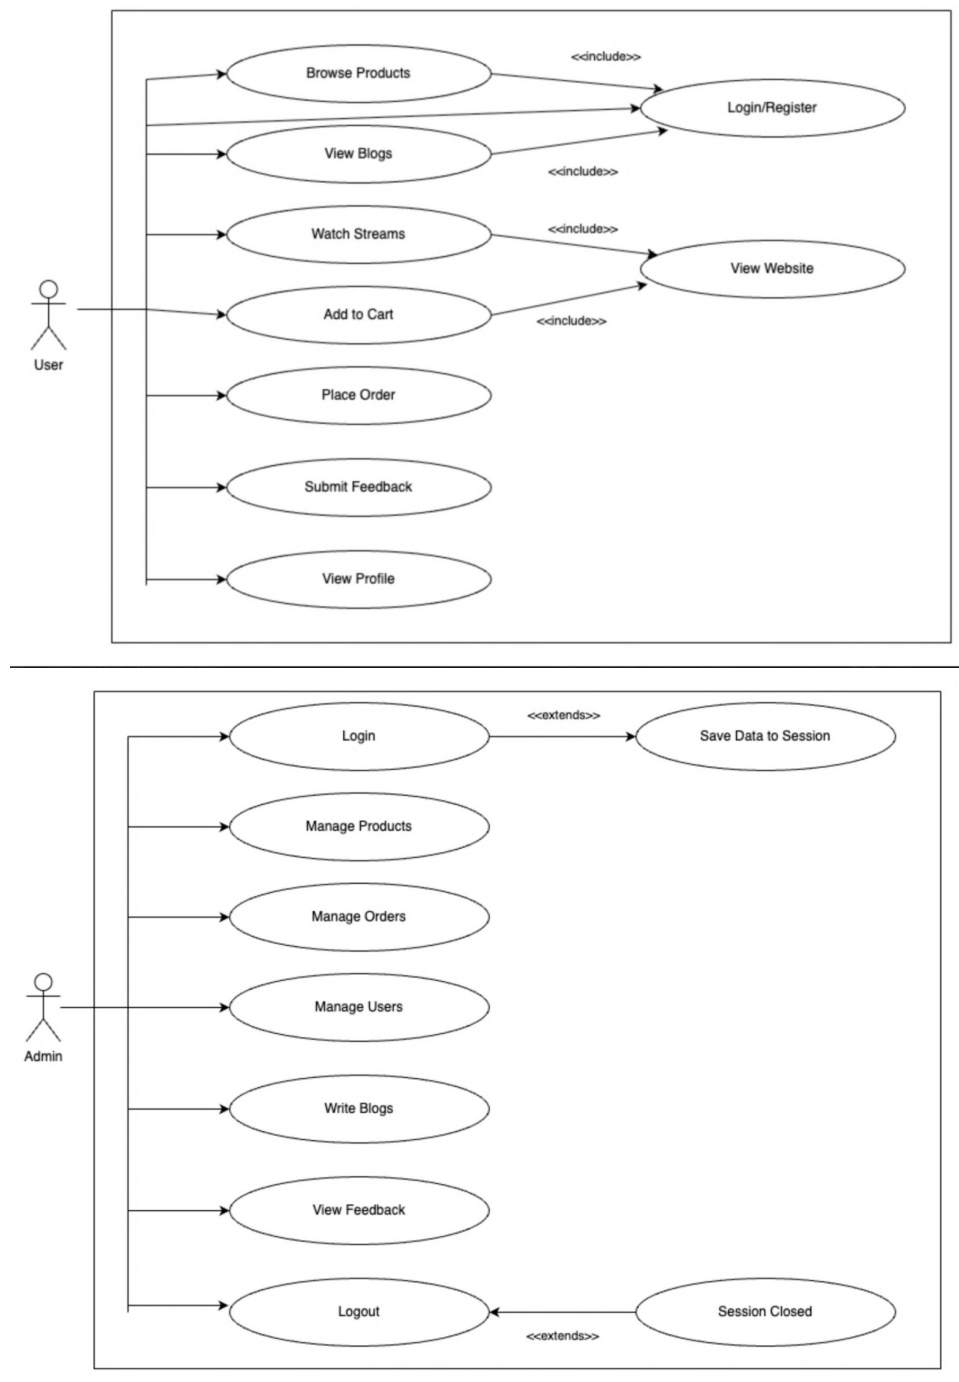 Browse Products
<<include>>
Login/Register
View Blogs
<<include>>
Watch Streams
<<include>>
View Website
Add to Cart
<<include>>
User
Place Order
Submit Feedback
View Profile
Login
<<extends>>
Save Data to Session
Manage Products
Manage Orders
Manage Users
Admin
Write Blogs
View Feedback
Logout
<<extends>>
Session Closed